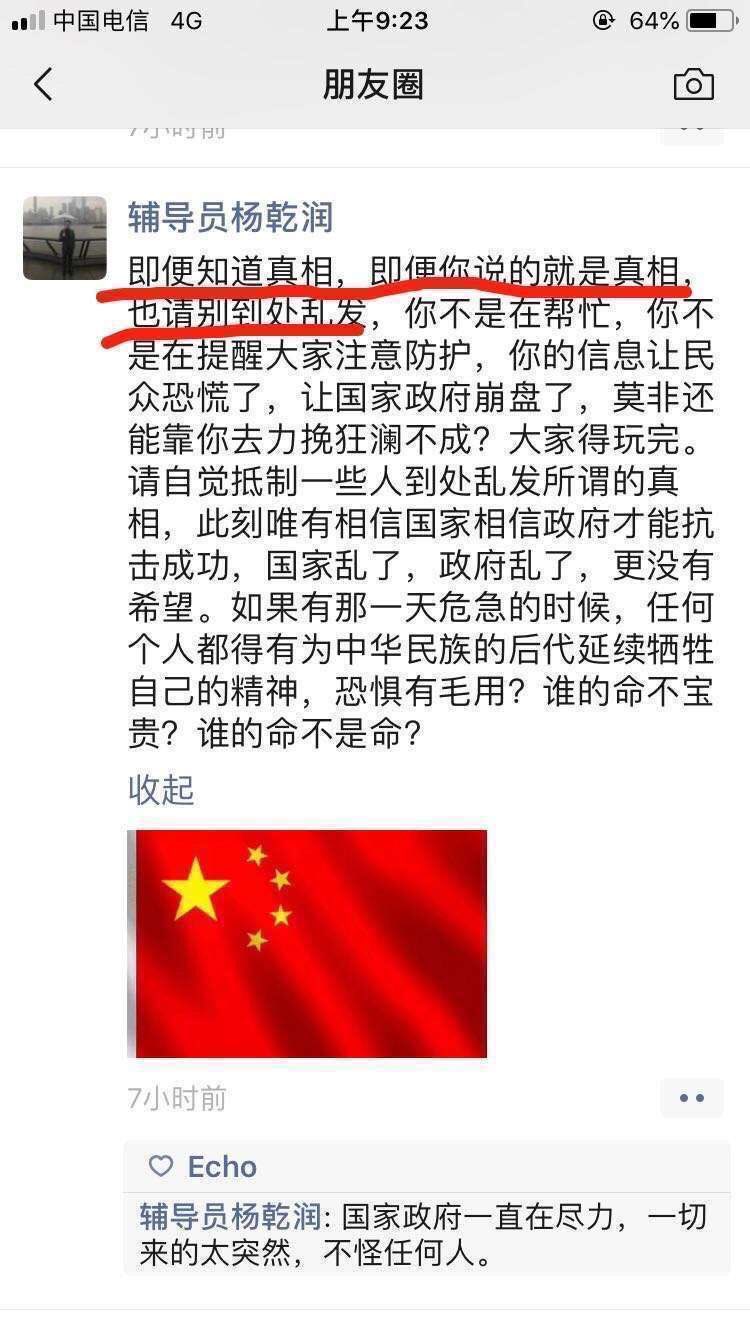 中国电信 4G 上午9:23 64%
朋友圈
7小时前
辅导员杨乾润
即便知道真相，即便你说的就是真相，
也请别到处乱发，你不是在帮忙，你不
是在提醒大家注意防护，你的信息让民
众恐慌了，让国家政府崩盘了，莫非还
能靠你去力挽狂澜不成？大家得玩完。
请自觉抵制一些人到处乱发所谓的真
相，此刻唯有相信国家相信政府才能抗
击成功，国家乱了，政府乱了，更没有
希望。如果有那一天危急的时候，任何
个人都得有为中华民族的后代延续牺牲
自己的精神，恐惧有毛用？谁的命不宝
贵？谁的命不是命？
收起
7小时前
Echo
辅导员杨乾润: 国家政府一直在尽力，一切
来的太突然，不怪任何人。